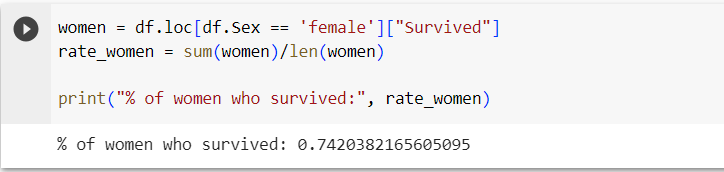 women = df.loc[df.Sex == 'female']["Survived"]
rate_women = sum(women)/len(women)
print("% of women who survived:", rate_women)
% of women who survived: 0.7420382165605095